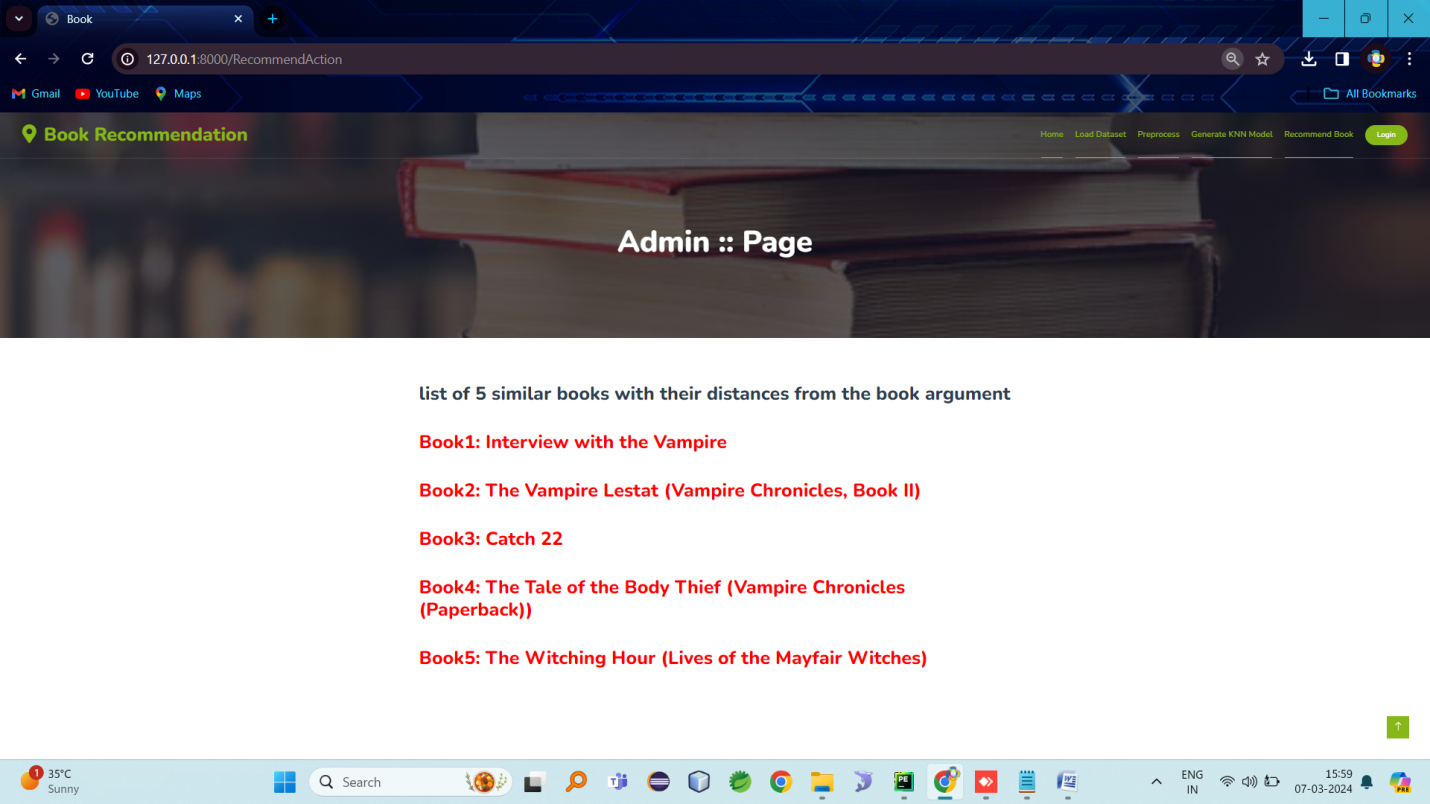 Book
127.0.0.1:8000/RecommendAction
Gmail YouTube Maps All Bookmarks
Book Recommendation Home Load Dataset Preprocess Generate KNN Model Recommend Book Login
Admin :: Page
list of 5 similar books with their distances from the book argument
Book1: Interview with the Vampire
Book2: The Vampire Lestat (Vampire Chronicles, Book II)
Book3: Catch 22
Book4: The Tale of the Body Thief (Vampire Chronicles
(Paperback))
Book5: The Witching Hour (Lives of the Mayfair Witches)
1 35°C
Sunny
Search
PE
W
ENG
IN
15:59
07-03-2024
PRE